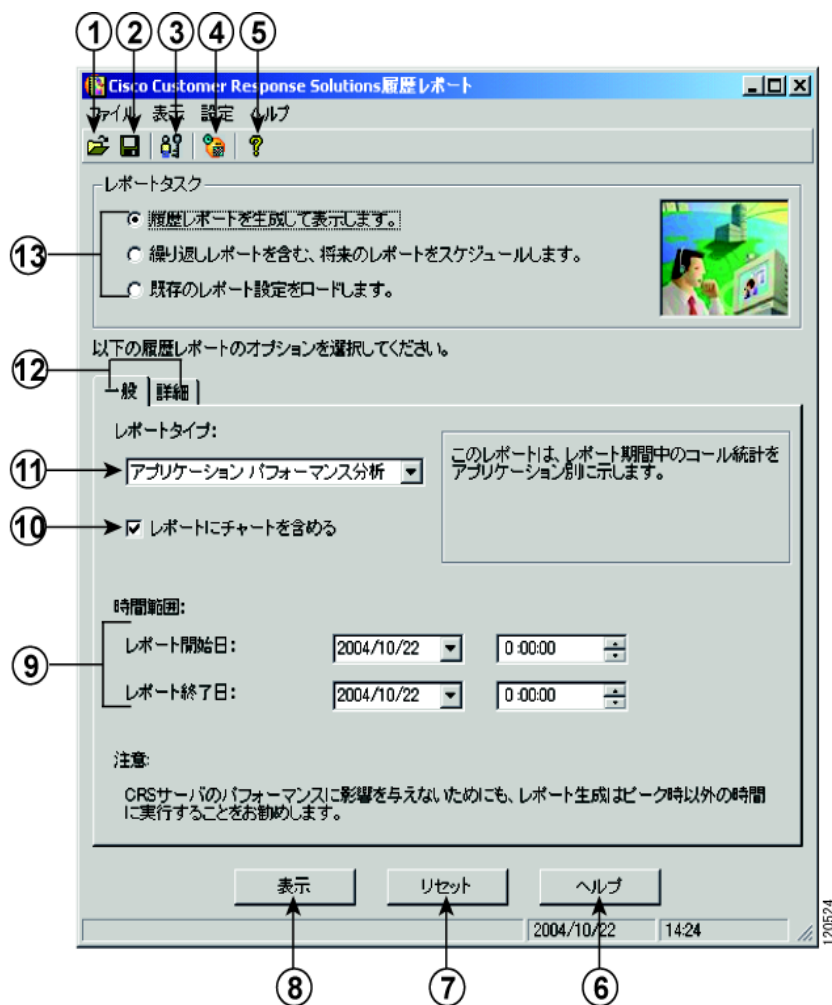 ① ② ③ ④ ⑤
Cisco Customer Response Solutions履歴レポート
ファイル 表示 設定 ヘルプ
レポートタスク
履歴レポートを生成して表示します。
⑬ 繰り返しレポートを含む、将来のレポートをスケジュールします。
既存のレポート設定をロードします。
以下の履歴レポートのオプションを選択してください。
⑫
一般 詳細
レポートタイプ:
このレポートは、レポート期間中のコール統計を
アプリケーション別に示します。
⑪ アプリケーション パフォーマンス分析
⑩ レポートにチャートを含める
時間範囲:
レポート開始日: 2004/10/22 0:00:00
⑨
レポート終了日: 2004/10/22 0:00:00
注意:
CRSサーバのパフォーマンスに影響を与えないためにも、レポート生成はピーク時以外の時間
に実行することをお勧めします。
表示 リセット ヘルプ
2004/10/22 14:24
120524
⑧ ⑦ ⑥